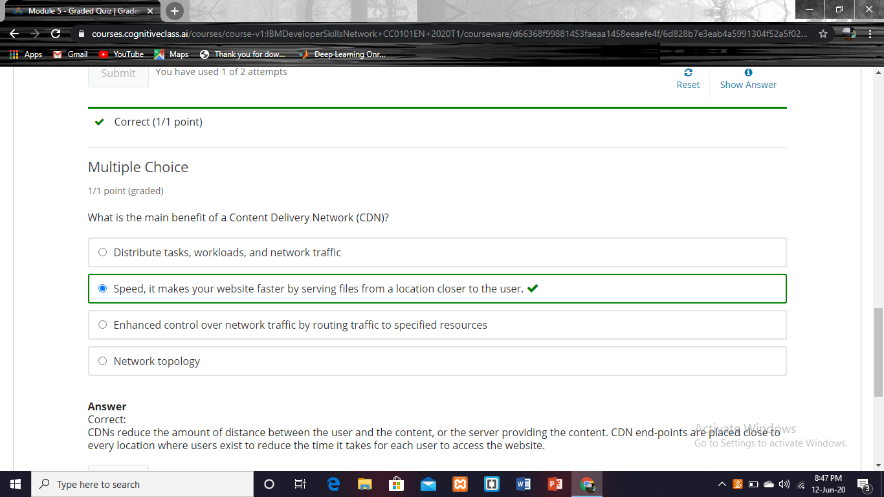 Module 5 - Graded Quiz | Grade
courses.cognitiveclass.ai/courses/course-v1:IBMDeveloperSkillsNetwork+CC0101EN+2020T1/courseware/d66368f99881453faeaa1458eeaefe4f/6d828b7e3eab4a5991304f52a5f02...
Apps Gmail YouTube Maps Thank you for dow... Deep Learning Onr...
Submit You have used 1 of 2 attempts
Reset Show Answer
Correct (1/1 point)
Multiple Choice
1/1 point (graded)
What is the main benefit of a Content Delivery Network (CDN)?
Distribute tasks, workloads, and network traffic
Speed, it makes your website faster by serving files from a location closer to the user.
Enhanced control over network traffic by routing traffic to specified resources
Network topology
Answer
Correct:
CDNs reduce the amount of distance between the user and the content, or the server providing the content. CDN end-points are placed close to
every location where users exist to reduce the time it takes for each user to access the website.
Activate Windows
Go to Settings to activate Windows.
Type here to search
8:47 PM
12-Jun-20
3